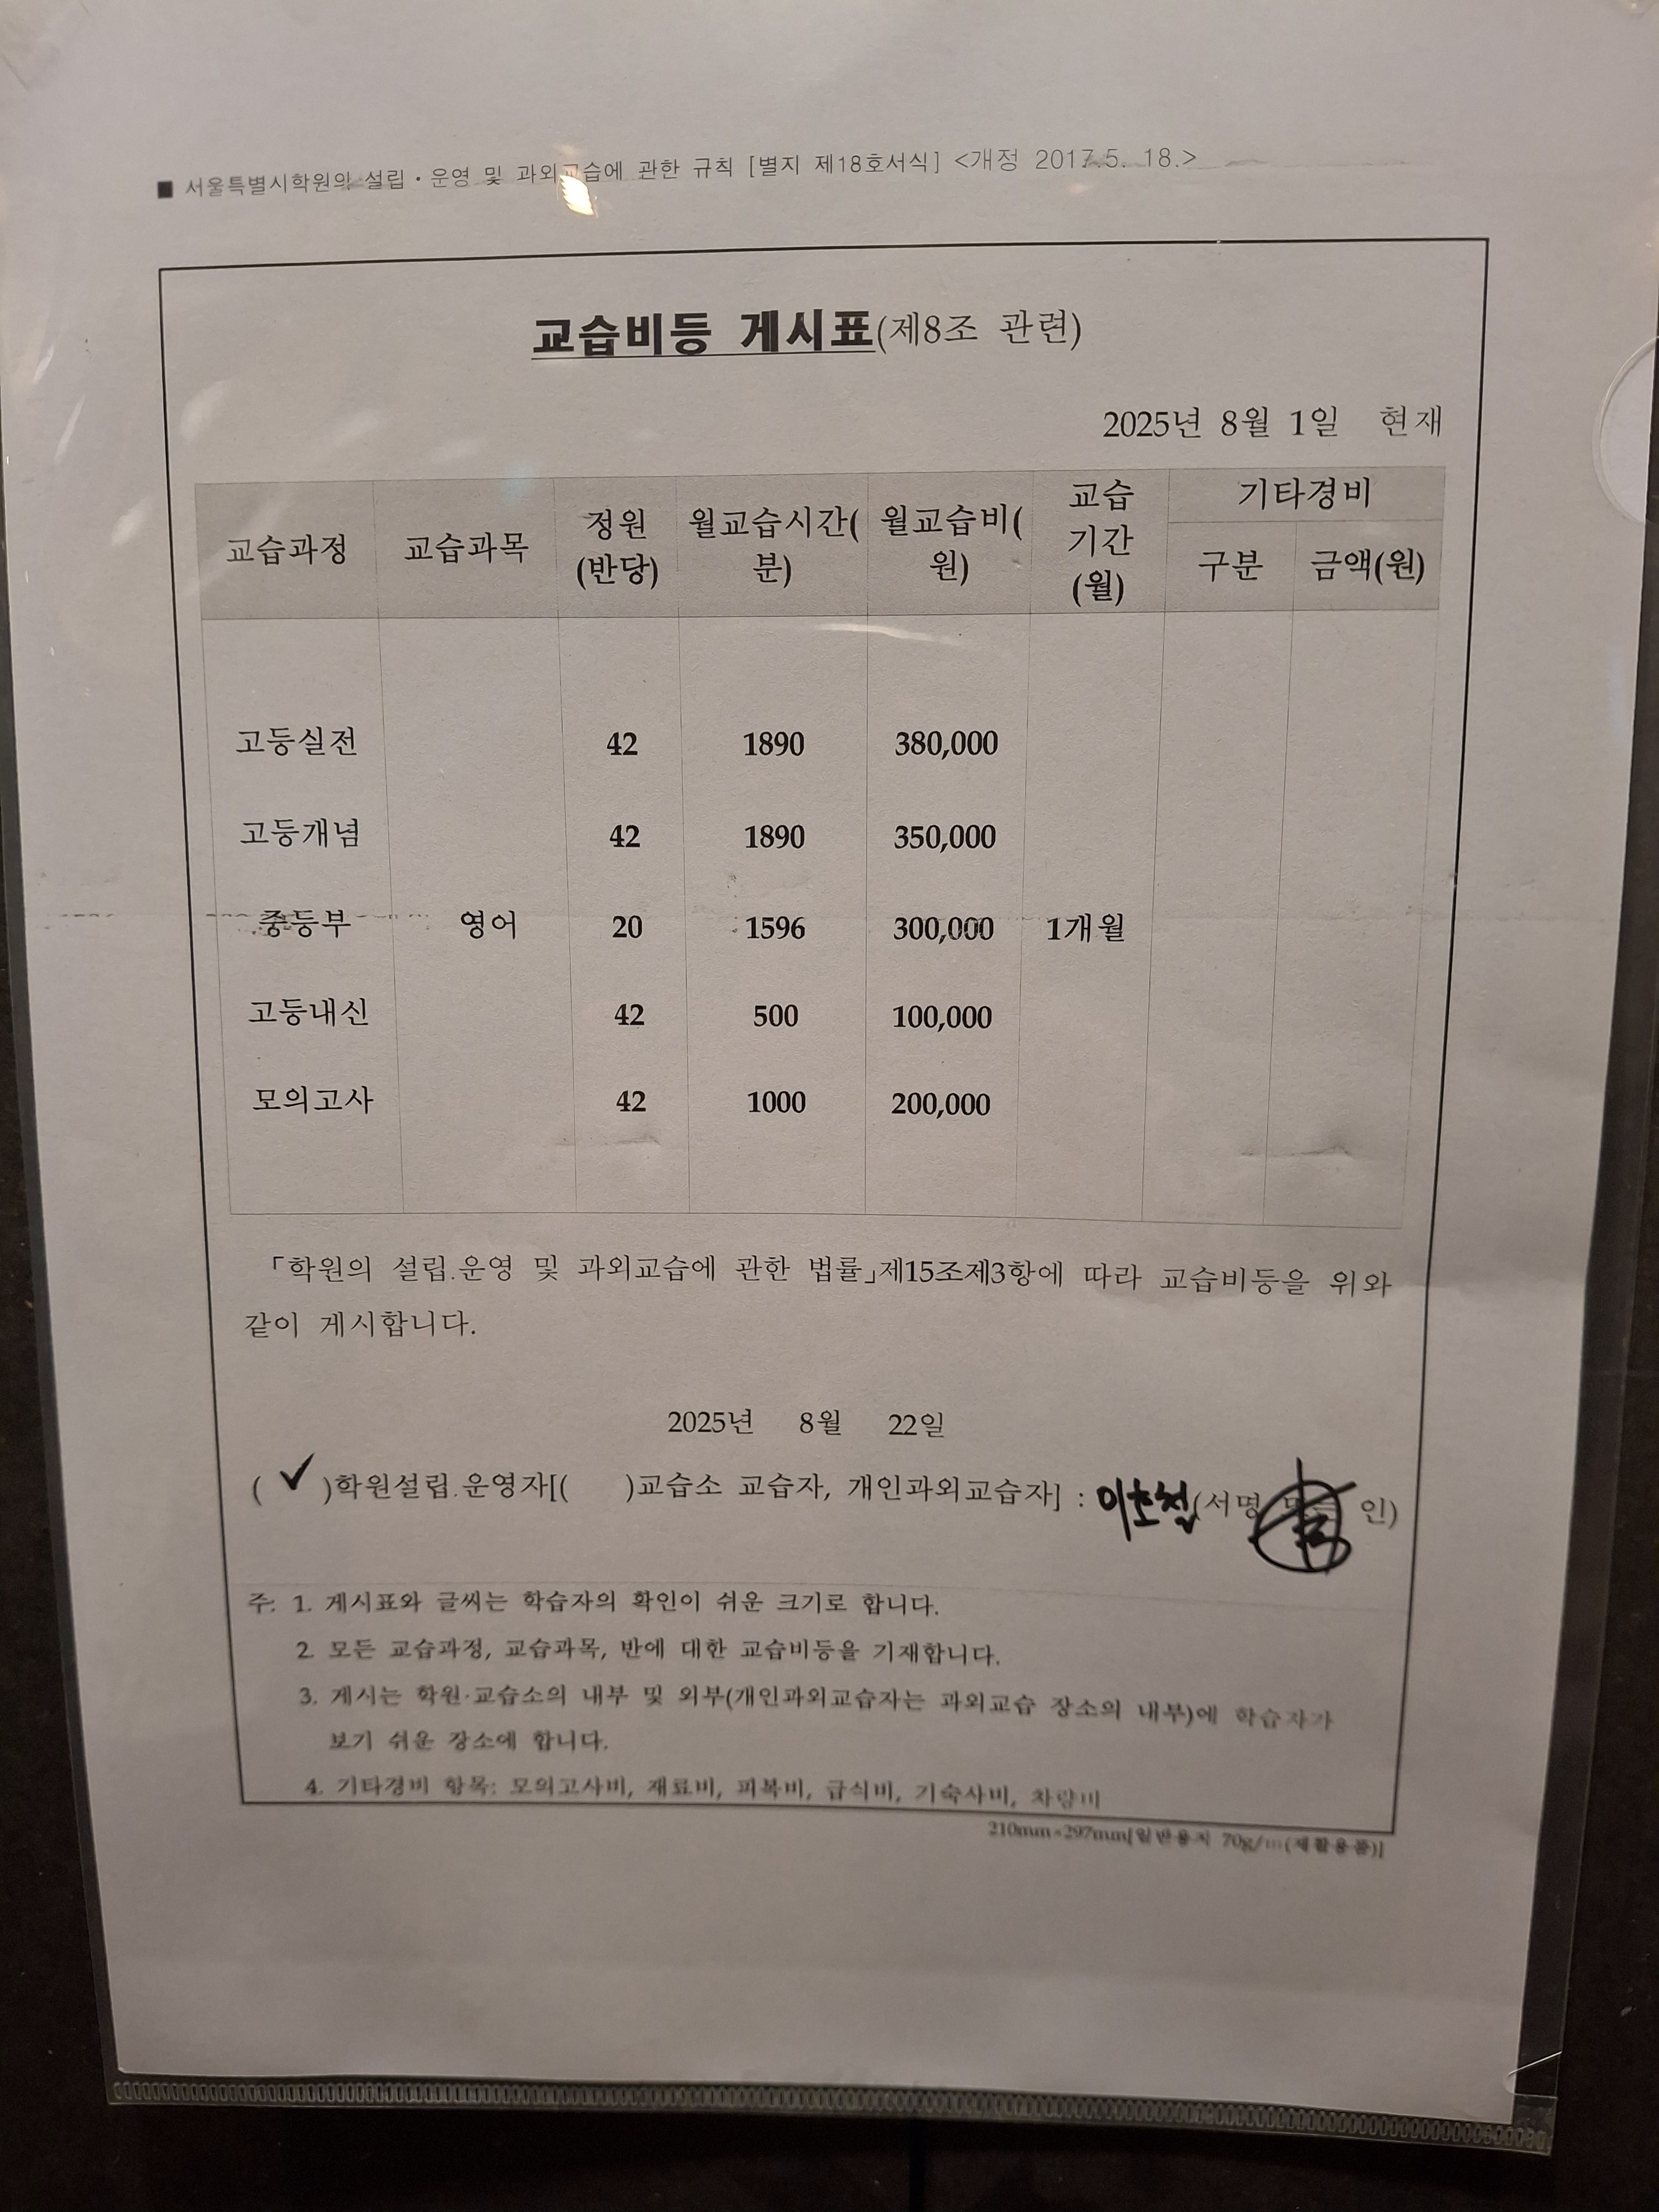 ■ 서울특별시학원의 설립・운영 및 과외교습에 관한 규칙 [별지 제18호서식] <개정 2017.5. 18.>
교습비등 게시표(제8조 관련)
2025년 8월 1일 현재
교습과정 교습과목 정원(반당) 월교습시간(분) 월교습비(원) 교습기간(월) 기타경비
구분 금액(원)
고등실전 42 1890 380,000
고등개념 42 1890 350,000
중등부 영어 20 1596 300,000 1개월
고등내신 42 500 100,000
모의고사 42 1000 200,000
「학원의 설립.운영 및 과외교습에 관한 법률」제15조제3항에 따라 교습비등을 위와
같이 게시합니다.
2025년 8월 22일
( ✓ )학원설립.운영자[( )교습소 교습자, 개인과외교습자] : 이호철(서명 또는 인)
주: 1. 게시표와 글씨는 학습자의 확인이 쉬운 크기로 합니다.
2. 모든 교습과정, 교습과목, 반에 대한 교습비등을 기재합니다.
3. 게시는 학원·교습소의 내부 및 외부(개인과외교습자는 과외교습 장소의 내부)에 학습자가
보기 쉬운 장소에 합니다.
4. 기타경비 항목: 모의고사비, 재료비, 피복비, 급식비, 기숙사비, 차량비
210mm×297mm[일반용지 70g/㎡(재활용품)]